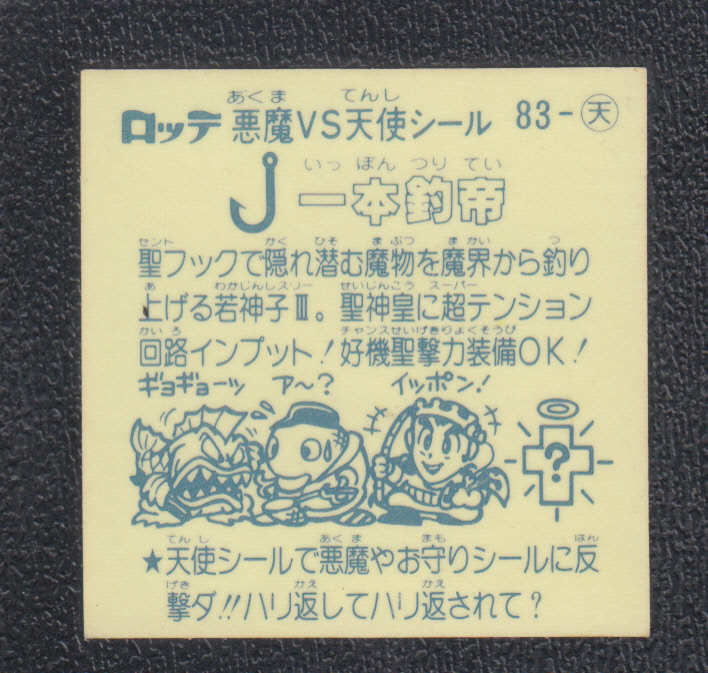 あくま てんし
ロッテ 悪魔VS天使シール 83-天
いっ ぽん つり てい
一本釣帝
セント かく ひそ まぶつ まかい つ
聖フックで隠れ潜む魔物を魔界から釣り
あ わかじんしスリー せいじんこう スーパー
上げる若神子Ⅲ。聖神皇に超テンション
かいろ チャンスせいげきりょくそうび
回路インプット!好機聖撃力装備OK!
ギョギョーッ ア〜? イッポン!
?
てんし あくま まも はん
★天使シールで悪魔やお守りシールに反
げき かえ かえ
撃ダ!!ハリ返してハリ返されて?